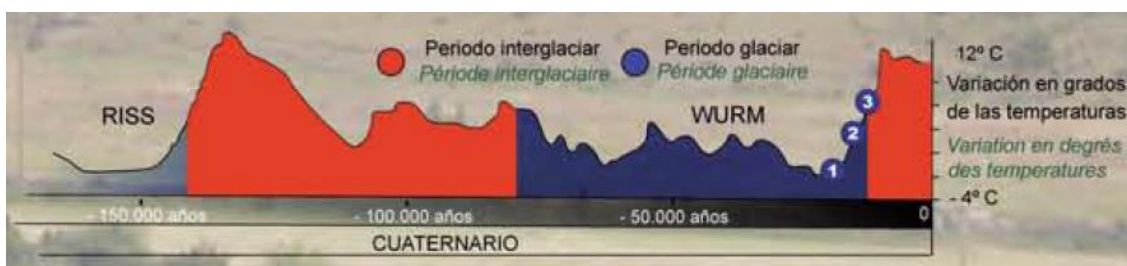 Periodo interglaciar
Période interglaciaire
Periodo glaciar
Période glaciaire
12º C
Variación en grados
de las temperaturas
Variation en degrés
des temperatures
- 4º C
RISS
WURM
1
2
3
- 150.000 años
- 100.000 años
- 50.000 años
0
CUATERNARIO